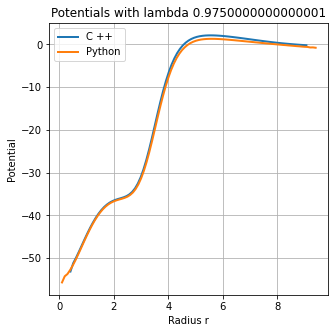 Potentials with lambda 0.9750000000000001
C ++
Python
0
−10
−20
−30
−40
−50
Potential
0 2 4 6 8
Radius r